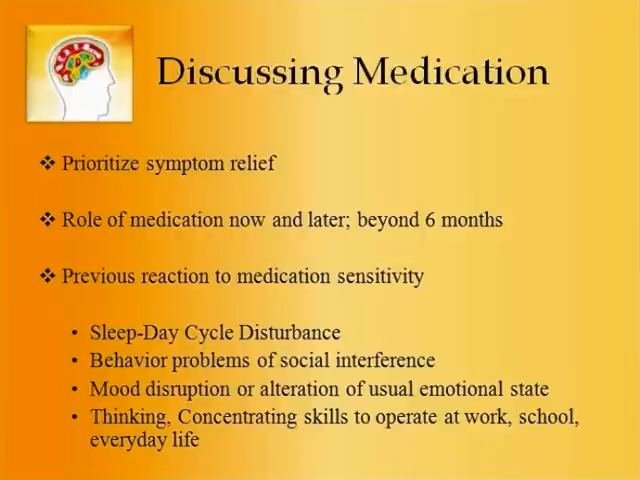 Discussing Medication
❖ Prioritize symptom relief
❖ Role of medication now and later; beyond 6 months
❖ Previous reaction to medication sensitivity
• Sleep-Day Cycle Disturbance
• Behavior problems of social interference
• Mood disruption or alteration of usual emotional state
• Thinking, Concentrating skills to operate at work, school,
everyday life